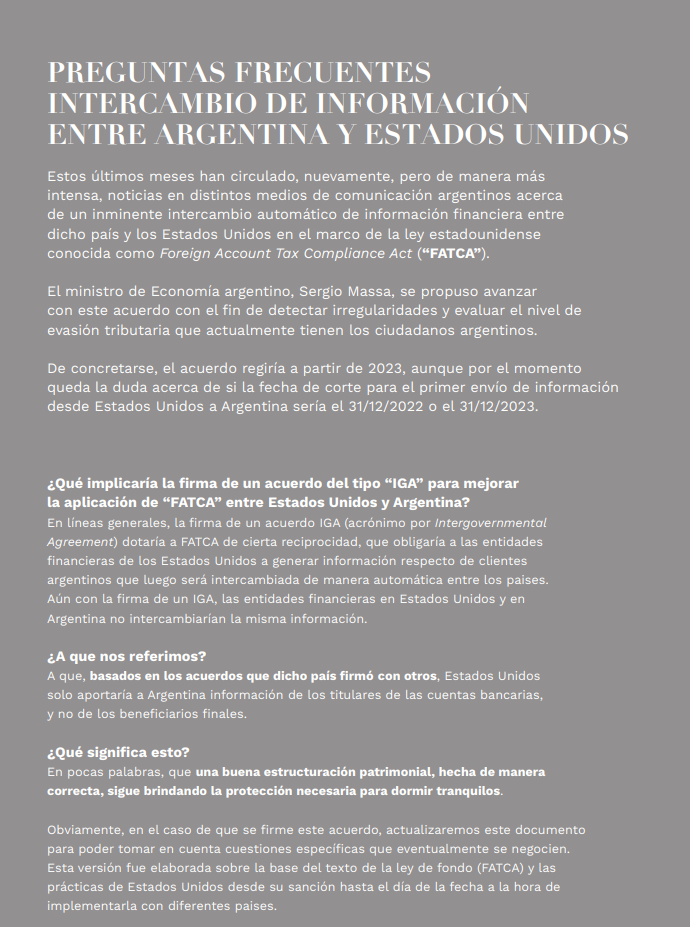 PREGUNTAS FRECUENTES
INTERCAMBIO DE INFORMACIÓN
ENTRE ARGENTINA Y ESTADOS UNIDOS
Estos últimos meses han circulado, nuevamente, pero de manera más
intensa, noticias en distintos medios de comunicación argentinos acerca
de un inminente intercambio automático de información financiera entre
dicho país y los Estados Unidos en el marco de la ley estadounidense
conocida como Foreign Account Tax Compliance Act (“FATCA”).
El ministro de Economía argentino, Sergio Massa, se propuso avanzar
con este acuerdo con el fin de detectar irregularidades y evaluar el nivel de
evasión tributaria que actualmente tienen los ciudadanos argentinos.
De concretarse, el acuerdo regiría a partir de 2023, aunque por el momento
queda la duda acerca de si la fecha de corte para el primer envío de información
desde Estados Unidos a Argentina sería el 31/12/2022 o el 31/12/2023.
¿Qué implicaría la firma de un acuerdo del tipo “IGA” para mejorar
la aplicación de “FATCA” entre Estados Unidos y Argentina?
En líneas generales, la firma de un acuerdo IGA (acrónimo por Intergovernmental
Agreement) dotaría a FATCA de cierta reciprocidad, que obligaría a las entidades
financieras de los Estados Unidos a generar información respecto de clientes
argentinos que luego será intercambiada de manera automática entre los paises.
Aún con la firma de un IGA, las entidades financieras en Estados Unidos y en
Argentina no intercambiarían la misma información.
¿A que nos referimos?
A que, basados en los acuerdos que dicho país firmó con otros, Estados Unidos
solo aportaría a Argentina información de los titulares de las cuentas bancarias,
y no de los beneficiarios finales.
¿Qué significa esto?
En pocas palabras, que una buena estructuración patrimonial, hecha de manera
correcta, sigue brindando la protección necesaria para dormir tranquilos.
Obviamente, en el caso de que se firme este acuerdo, actualizaremos este documento
para poder tomar en cuenta cuestiones específicas que eventualmente se negocien.
Esta versión fue elaborada sobre la base del texto de la ley de fondo (FATCA) y las
prácticas de Estados Unidos desde su sanción hasta el día de la fecha a la hora de
implementarla con diferentes paises.